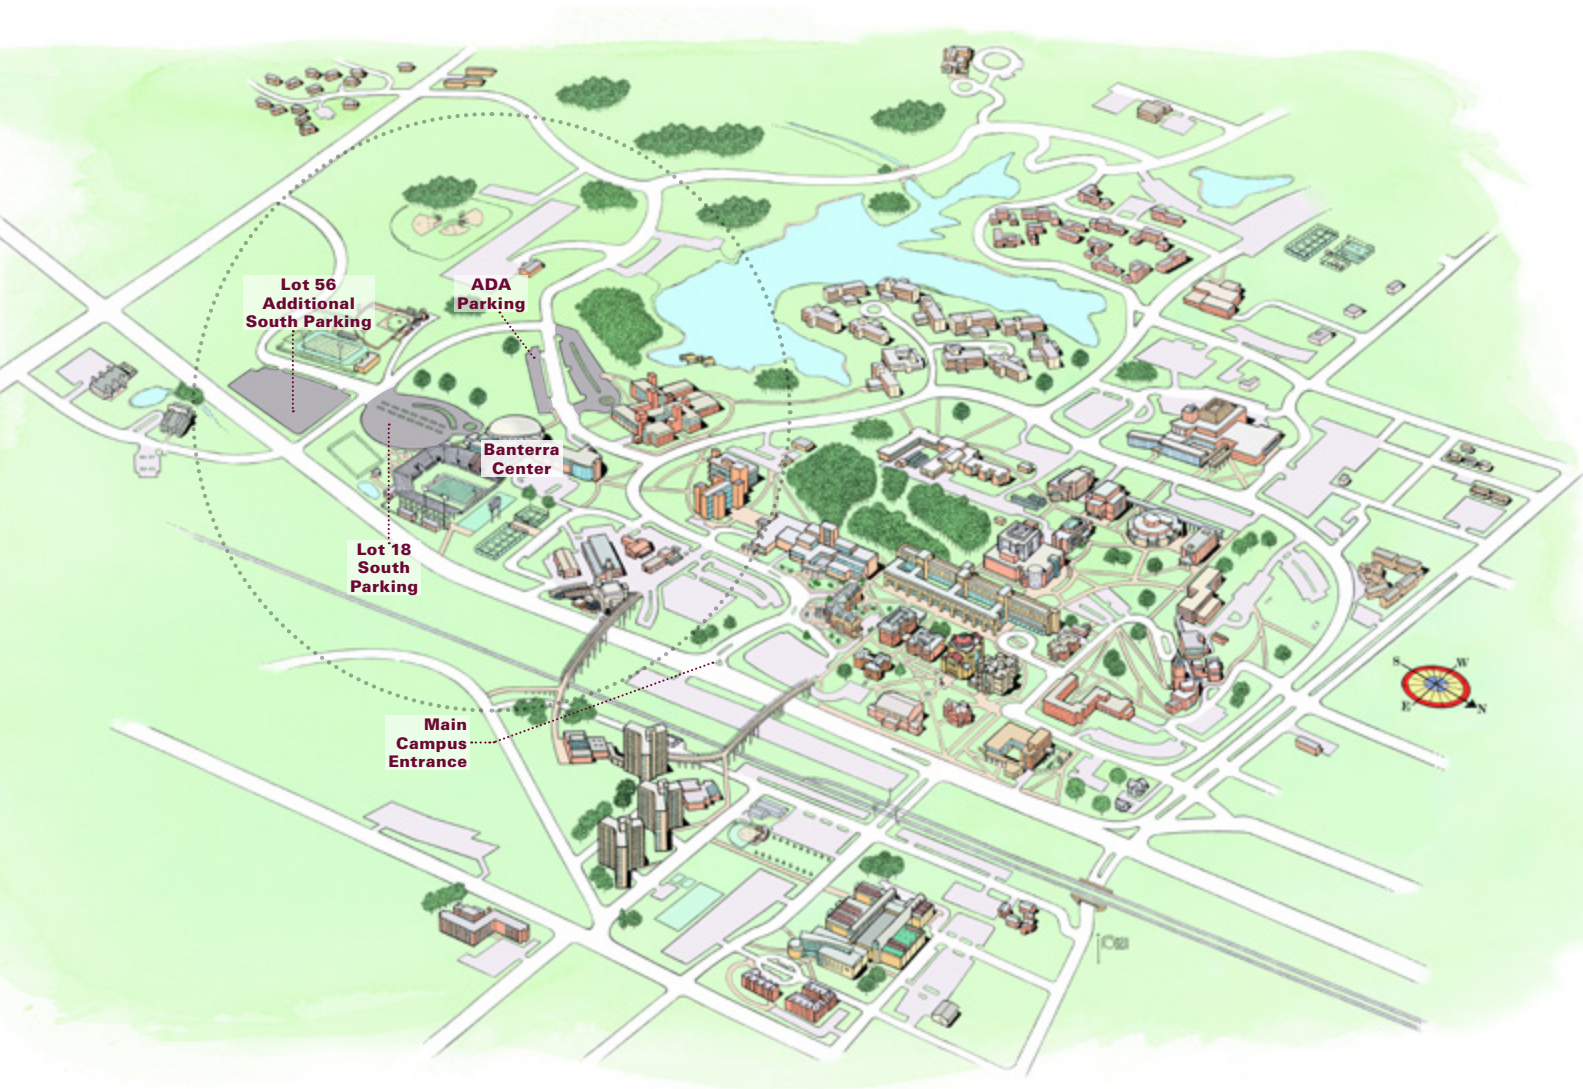 Lot 56
Additional
South Parking
ADA
Parking
Banterra
Center
Lot 18
South
Parking
Main
Campus
Entrance
S
W
E
N